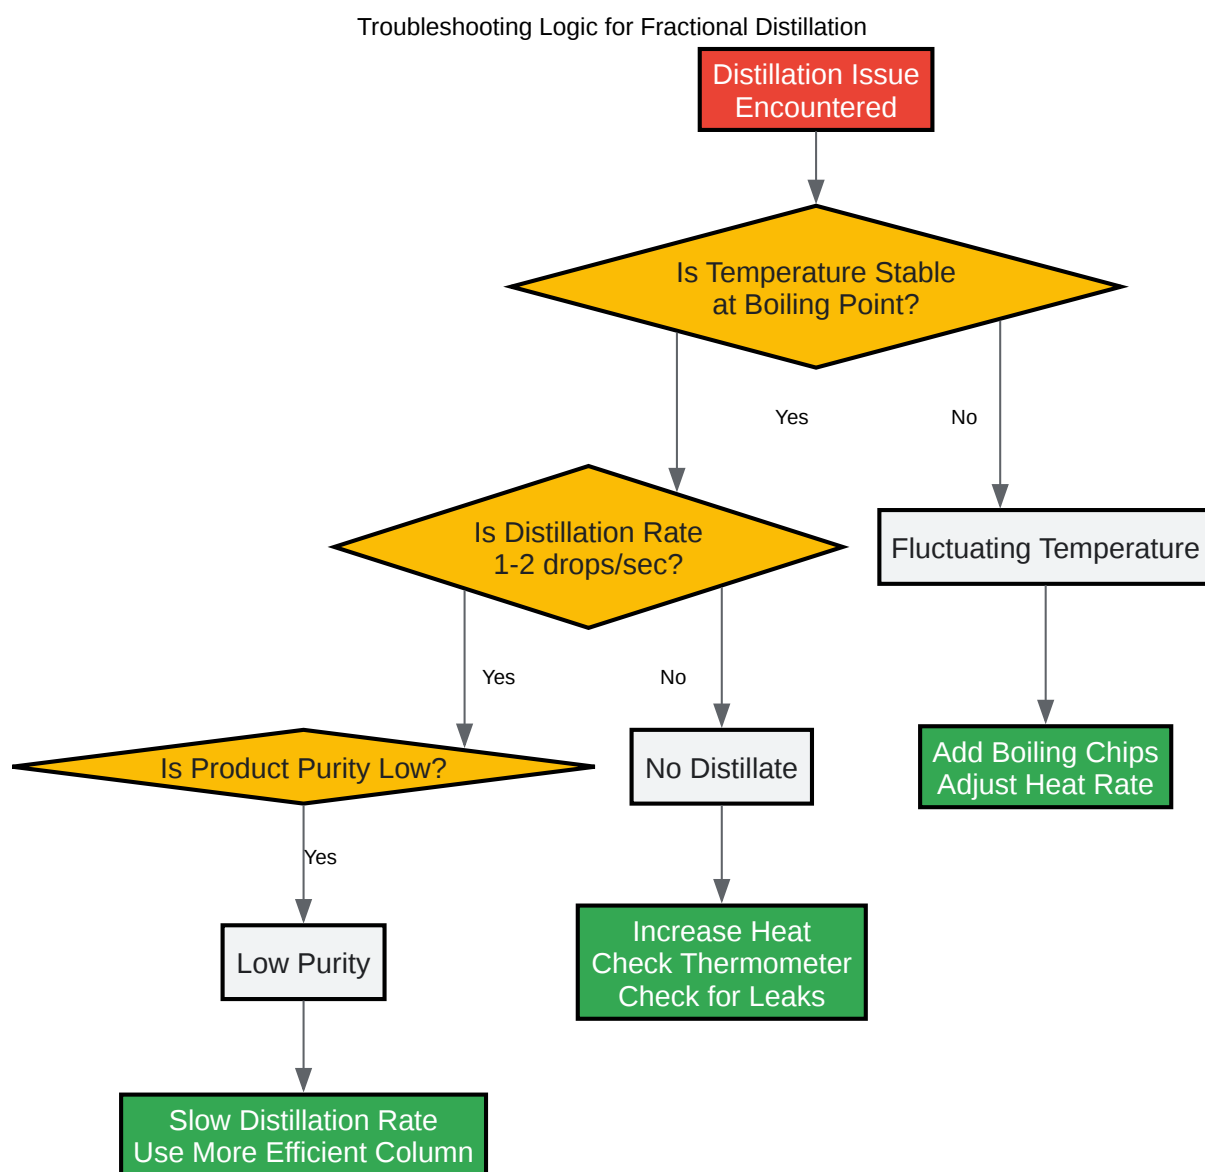 Troubleshooting Logic for Fractional Distillation
Distillation Issue
Encountered
Is Temperature Stable
at Boiling Point?
Yes
No
Is Distillation Rate
1-2 drops/sec?
Fluctuating Temperature
Yes
No
Is Product Purity Low?
No Distillate
Add Boiling Chips
Adjust Heat Rate
Yes
Low Purity
Increase Heat
Check Thermometer
Check for Leaks
Slow Distillation Rate
Use More Efficient Column